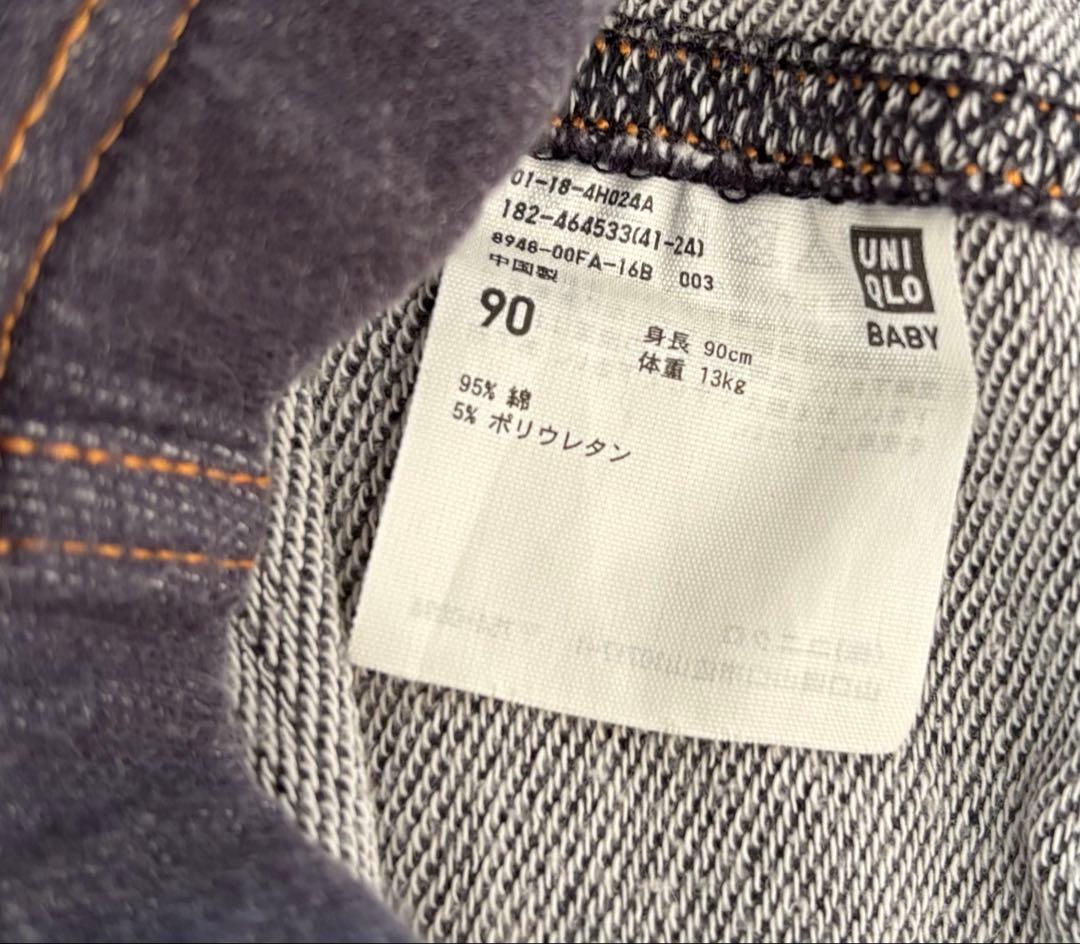 01-18-4H024A
182-464533(41-24)
8946-00FA-16B 003
中国製
UNI
QLO
BABY
90
身長 90cm
体重 13kg
95% 綿
5% ポリウレタン